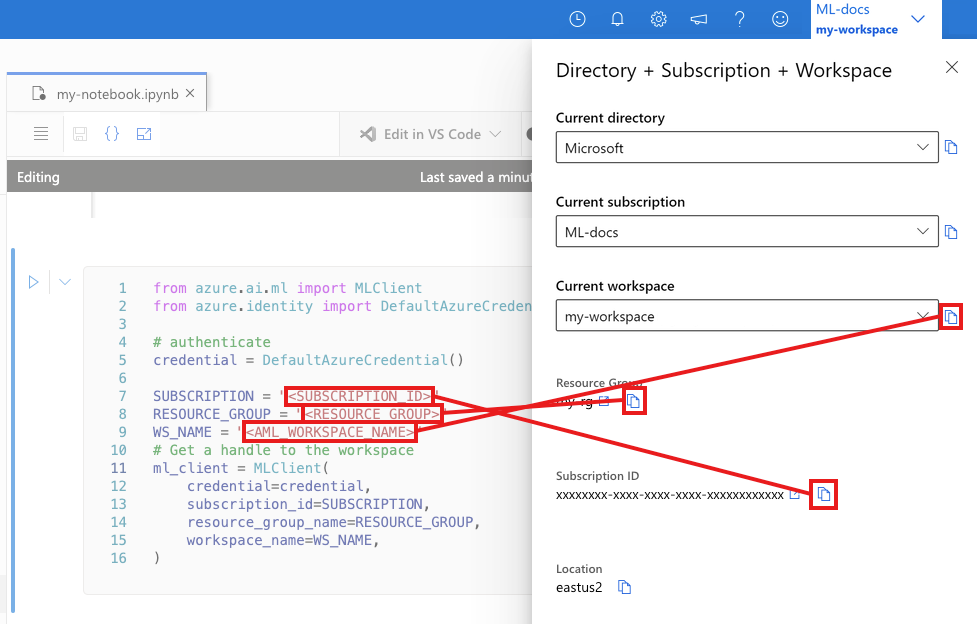 ML-docs
my-workspace
my-notebook.ipynb
Edit in VS Code
Editing
Last saved a minut
1 from azure.ai.ml import MLClient
2 from azure.identity import DefaultAzureCreden
3
4 # authenticate
5 credential = DefaultAzureCredential()
6
7 SUBSCRIPTION = '<SUBSCRIPTION_ID>'
8 RESOURCE_GROUP = '<RESOURCE_GROUP>'
9 WS_NAME = '<AML_WORKSPACE_NAME>'
10 # Get a handle to the workspace
11 ml_client = MLClient(
12 credential=credential,
13 subscription_id=SUBSCRIPTION,
14 resource_group_name=RESOURCE_GROUP,
15 workspace_name=WS_NAME,
16 )
Directory + Subscription + Workspace
Current directory
Microsoft
Current subscription
ML-docs
Current workspace
my-workspace
Resource Group
my-rg
Subscription ID
xxxxxxxx-xxxx-xxxx-xxxx-xxxxxxxxxxxx
Location
eastus2